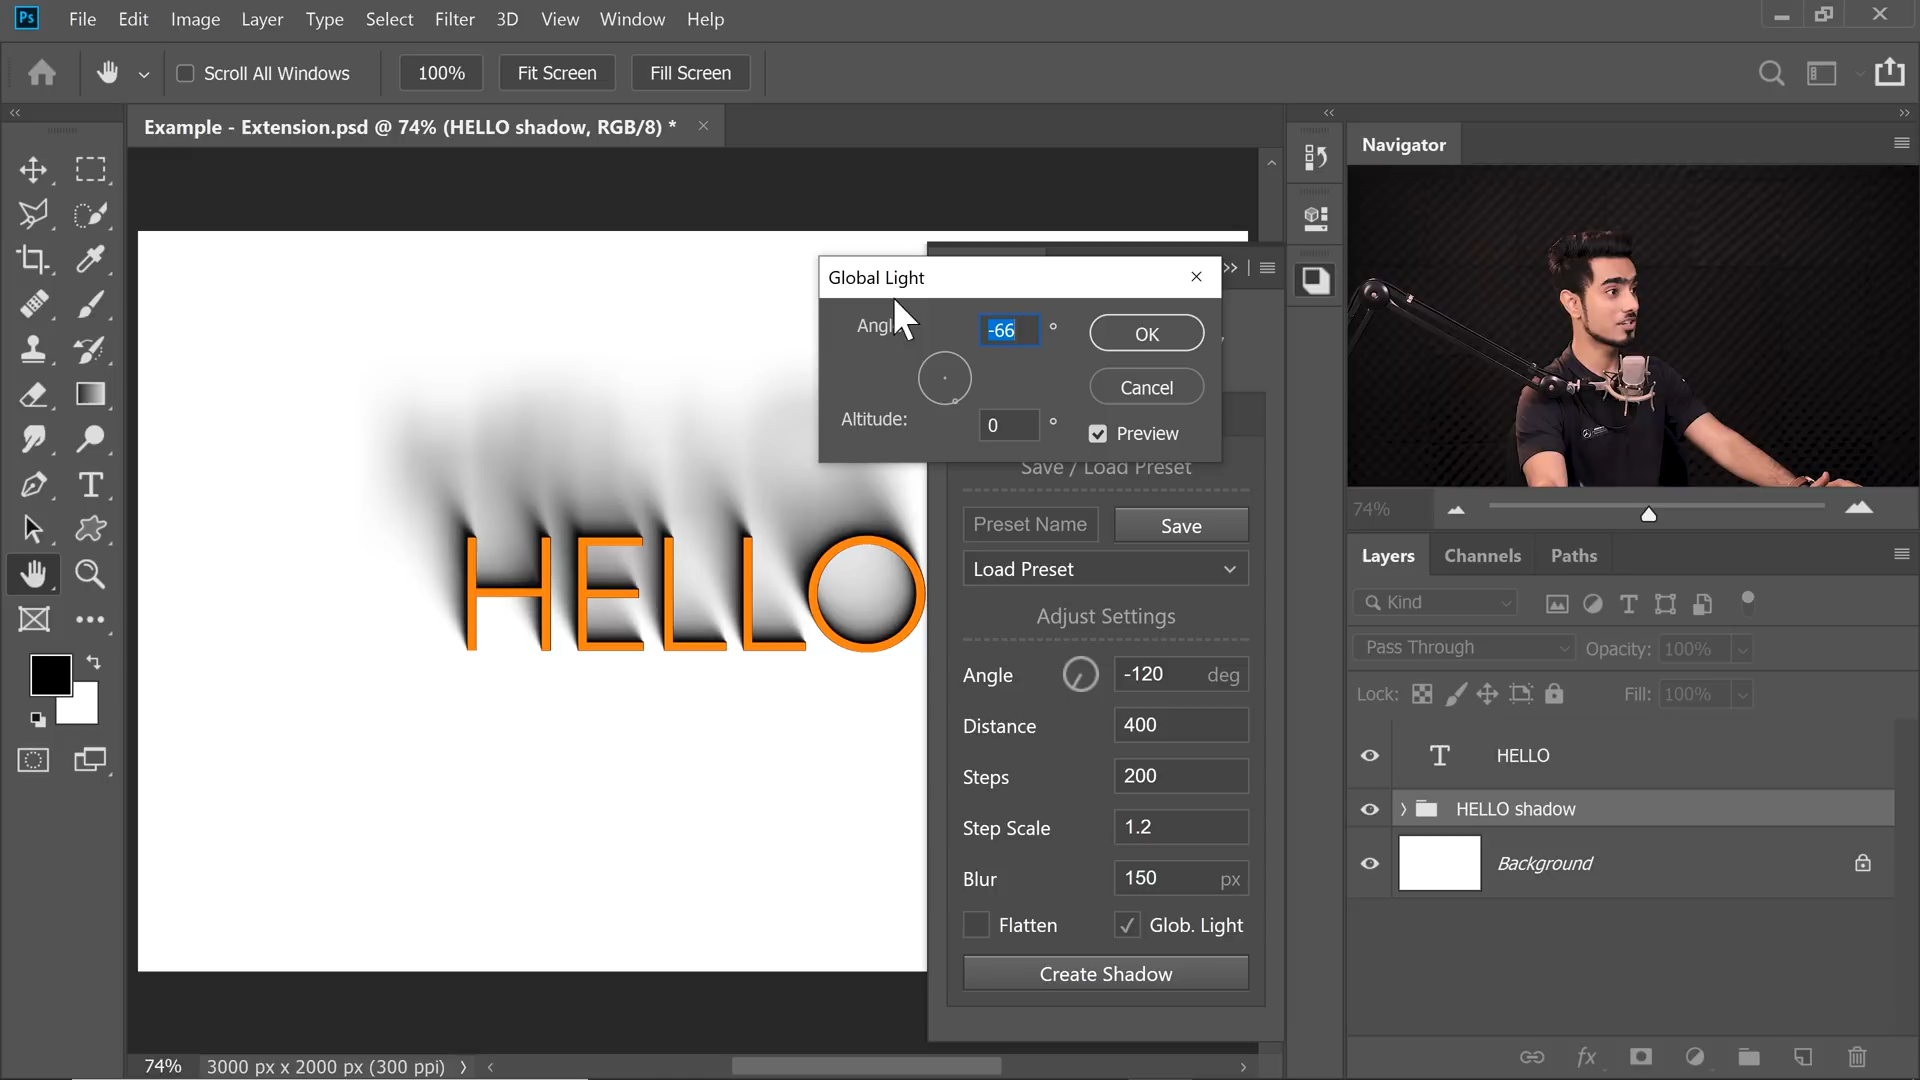 Ps File Edit Image Layer Type Select Filter 3D View Window Help
Scroll All Windows 100% Fit Screen Fill Screen
Example - Extension.psd @ 74% (HELLO shadow, RGB/8) *
Navigator
Global Light
Angl
-66 °
OK
Cancel
Altitude:
0 °
Preview
Save / Load Preset
Preset Name
Save
Load Preset
Adjust Settings
Angle -120 deg
Distance 400
Steps 200
Step Scale 1.2
Blur 150 px
Flatten Glob. Light
Create Shadow
HELLO
74%
Layers Channels Paths
Kind
Pass Through Opacity: 100%
Lock: Fill: 100%
T HELLO
HELLO shadow
Background
fx
74% 3000 px x 2000 px (300 ppi)